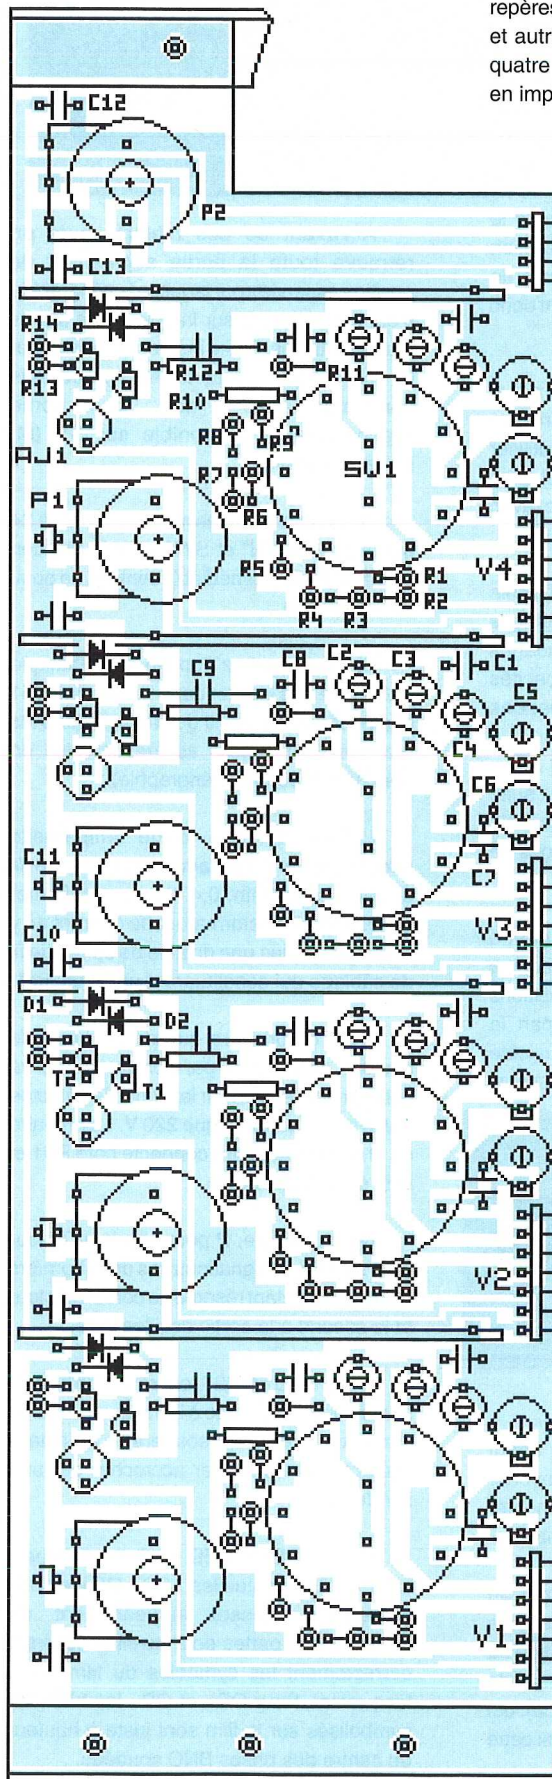 repères
et autre
quatre
en imp
C12
P2
C13
R14
R13
R12
R11
R10
R8
R9
AJ1
R7
SW1
P1
R6
R5
R1
V4
R2
R4
R3
C9
C8
C2
C3
C1
C5
C4
C6
C11
C7
C10
V3
D1
D2
T2
T1
V2
V1